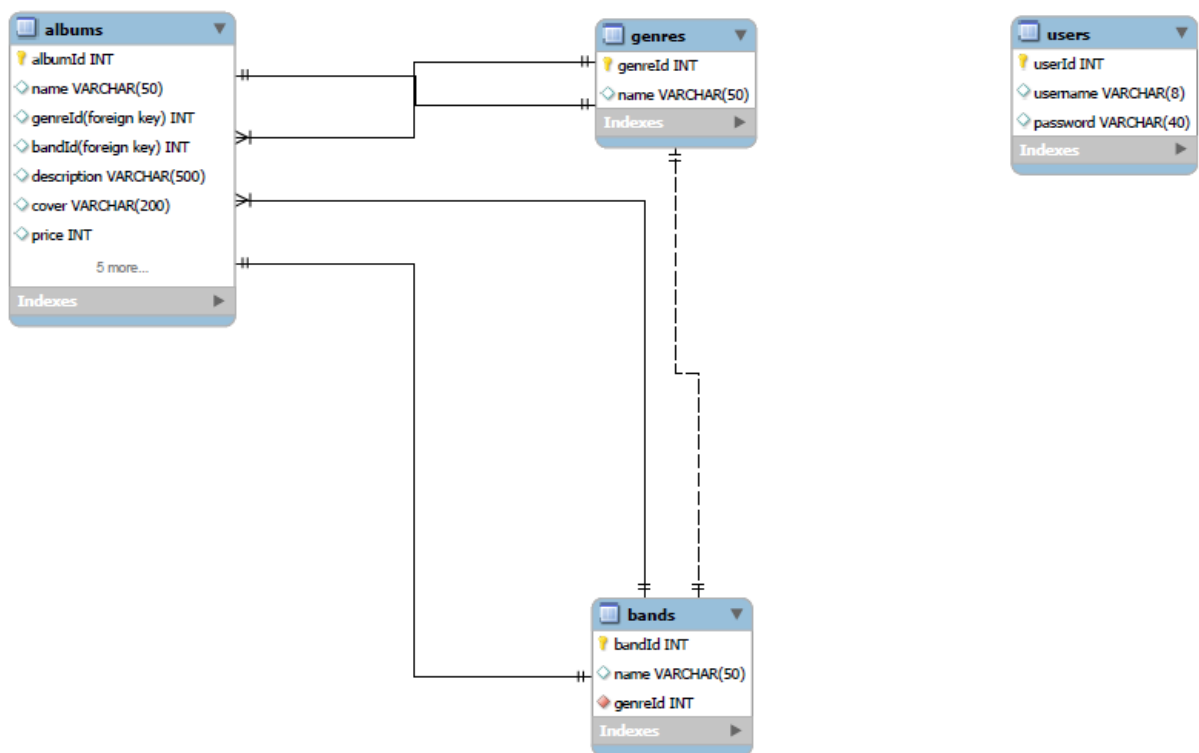 albums
albumId INT
name VARCHAR(50)
genreId(foreign key) INT
bandId(foreign key) INT
description VARCHAR(500)
cover VARCHAR(200)
price INT
5 more...
Indexes
genres
genreId INT
name VARCHAR(50)
Indexes
users
userId INT
username VARCHAR(8)
password VARCHAR(40)
Indexes
bands
bandId INT
name VARCHAR(50)
genreId INT
Indexes